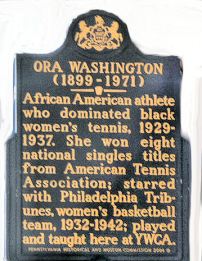 ORA WASHINGTON
(1899-1971)
African American athlete
who dominated black
women's tennis, 1929-
1937. She won eight
national singles titles
from American Tennis
Association; starred
with Philadelphia Trib-
unes, women's basketball
team, 1932-1942; played
and taught here at YWCA.
PENNSYLVANIA HISTORICAL AND MUSEUM COMMISSION 2004